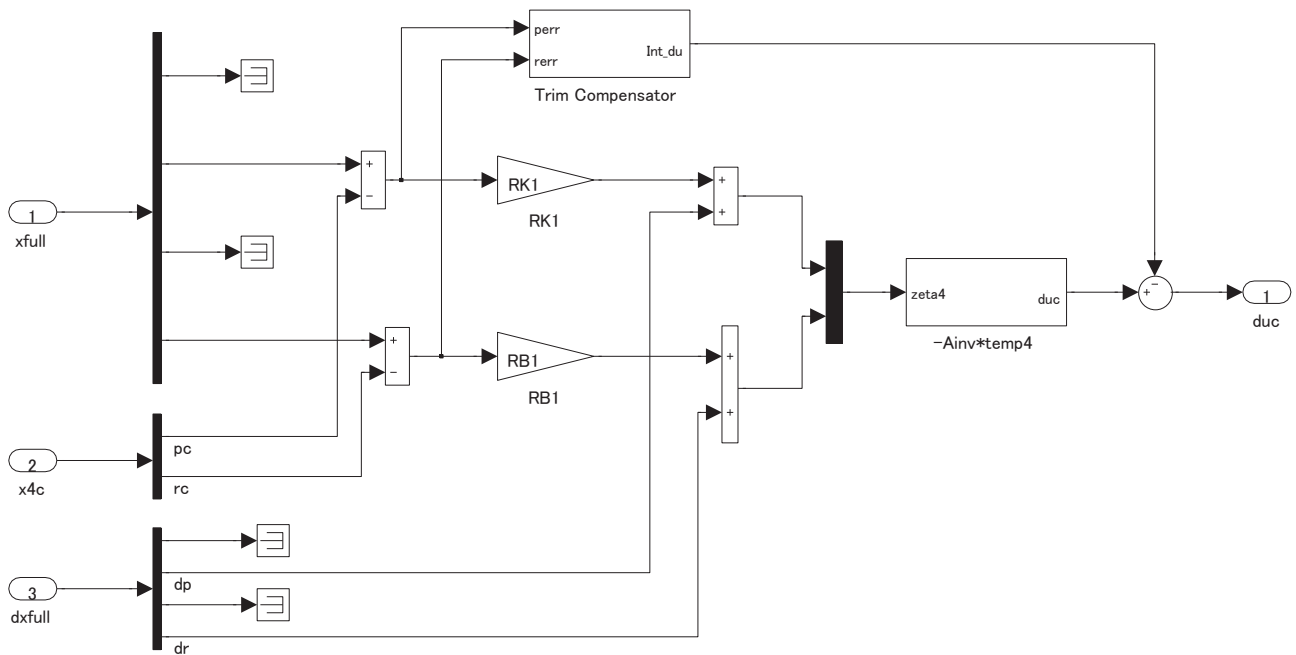 perr
rerr
Int_du
Trim Compensator
+
−
RK1
RK1
+
+
1
xfull
zeta4
duc
-Ainv*temp4
+
−
1
duc
+
−
RB1
RB1
+
+
2
x4c
pc
rc
3
dxfull
dp
dr